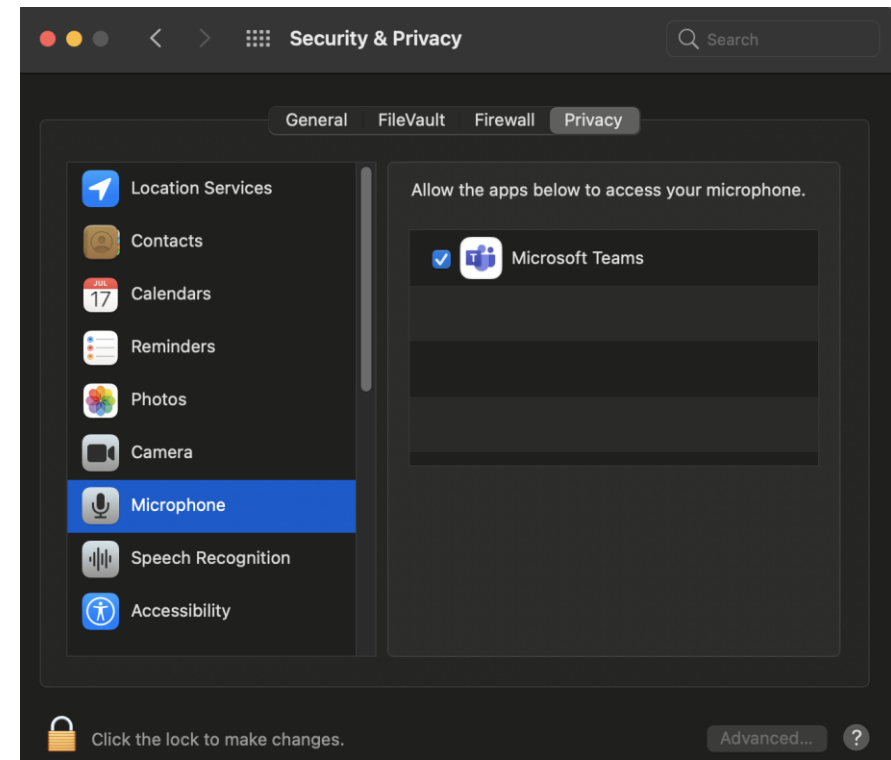 Security & Privacy
Search
General FileVault Firewall Privacy
Location Services
Contacts
JUL
17
Calendars
Reminders
Photos
Camera
Microphone
Speech Recognition
Accessibility
Allow the apps below to access your microphone.
T
Microsoft Teams
Click the lock to make changes.
Advanced...
?